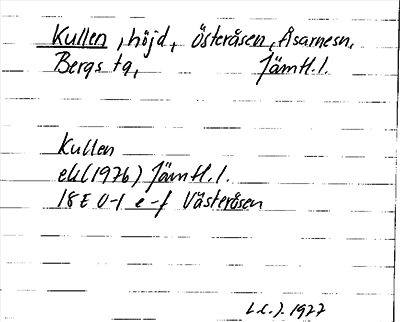 Kullen, höjd, Österåsen, Åsarnesn,
Bergs tg, Jämtl.l.
Kullen
ek (1976) Jämtl.l.
18E 0-1 e-f Västeråsen
L.L.J. 1977